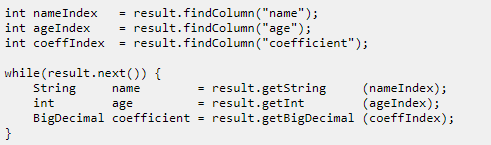 int nameIndex   = result.findColumn("name");
int ageIndex    = result.findColumn("age");
int coeffIndex  = result.findColumn("coefficient");
while(result.next()) {
    String     name        = result.getString     (nameIndex);
    int        age         = result.getInt        (ageIndex);
    BigDecimal coefficient = result.getBigDecimal (coeffIndex);
}